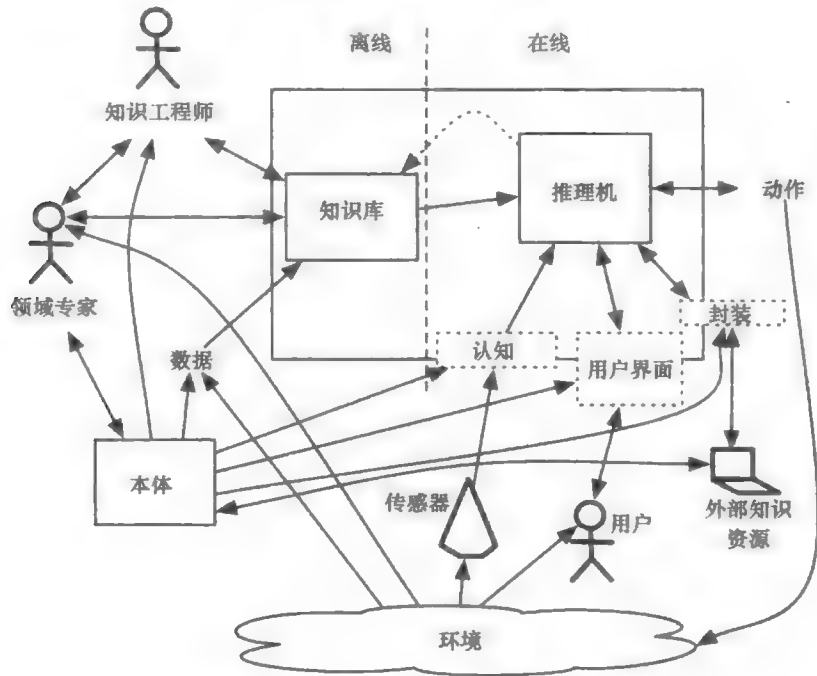 离线
在线
知识工程师
知识库
推理机
动作
领域专家
封装
数据
认知
用户界面
本体
传感器
用户
外部知识
资源
环境